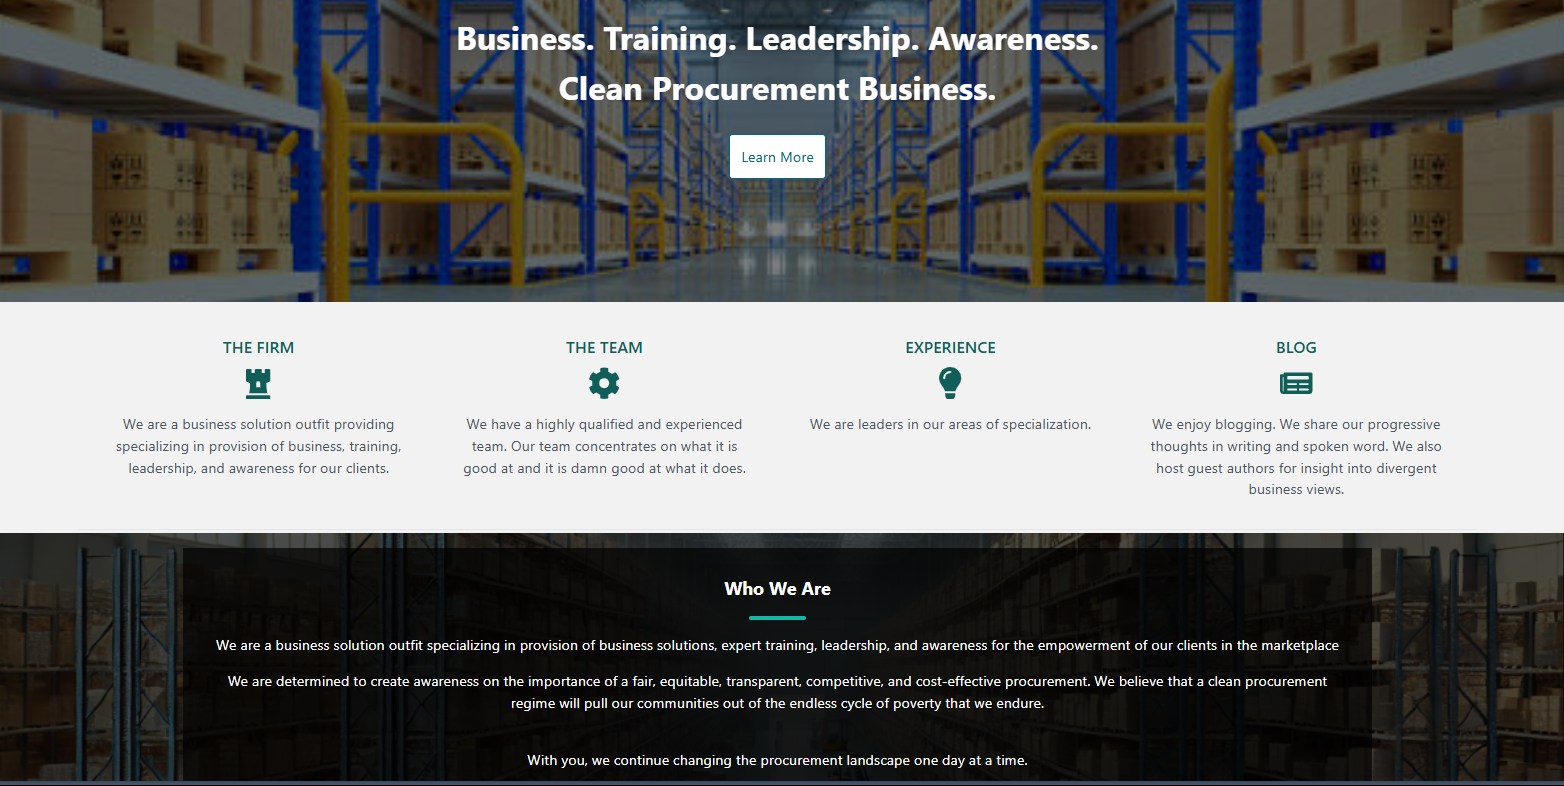 Business. Training. Leadership. Awareness.
Clean Procurement Business.
Learn More
THE FIRM
We are a business solution outfit providing
specializing in provision of business, training,
leadership, and awareness for our clients.
THE TEAM
We have a highly qualified and experienced
team. Our team concentrates on what it is
good at and it is damn good at what it does.
EXPERIENCE
We are leaders in our areas of specialization.
BLOG
We enjoy blogging. We share our progressive
thoughts in writing and spoken word. We also
host guest authors for insight into divergent
business views.
Who We Are
We are a business solution outfit specializing in provision of business solutions, expert training, leadership, and awareness for the empowerment of our clients in the marketplace
We are determined to create awareness on the importance of a fair, equitable, transparent, competitive, and cost-effective procurement. We believe that a clean procurement
regime will pull our communities out of the endless cycle of poverty that we endure.
With you, we continue changing the procurement landscape one day at a time.